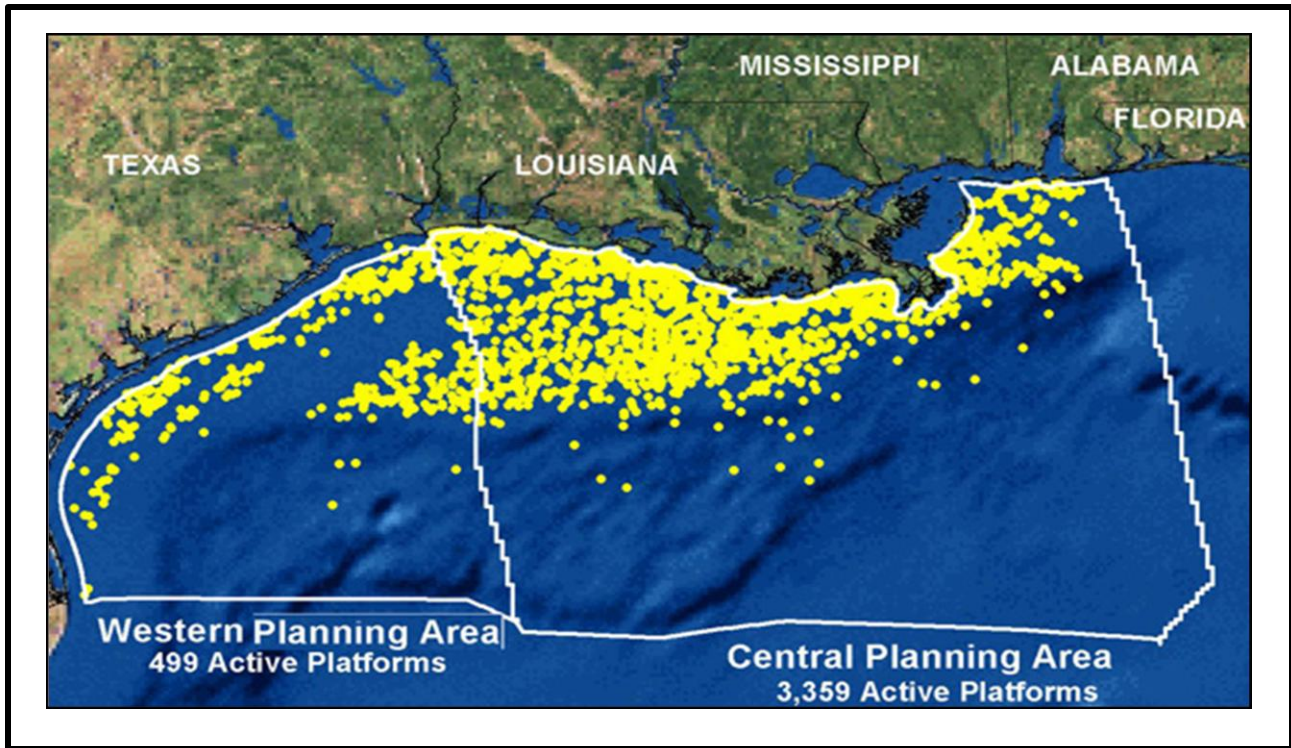 MISSISSIPPI
ALABAMA
FLORIDA
TEXAS
LOUISIANA
Western Planning Area
499 Active Platforms
Central Planning Area
3,359 Active Platforms